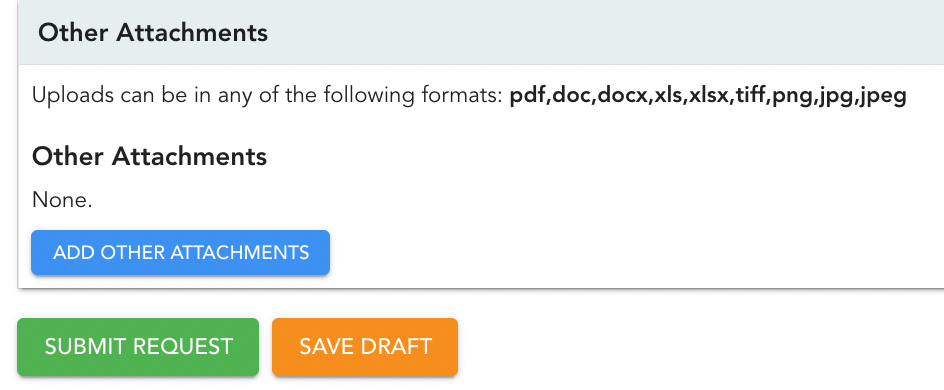 Other Attachments
Uploads can be in any of the following formats: pdf,doc,docx,xls,xlsx,tiff,png,jpg,jpeg
Other Attachments
None.
ADD OTHER ATTACHMENTS
SUBMIT REQUEST SAVE DRAFT